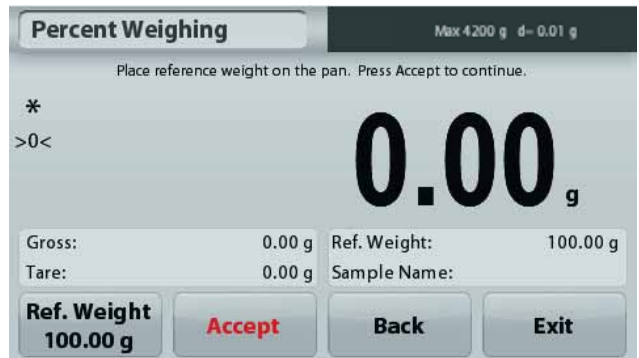 Percent Weighing
Max 4200 g d= 0.01 g
Place reference weight on the pan. Press Accept to continue.
*
>0<
0.00 g
Gross: 0.00 g
Ref. Weight: 100.00 g
Tare: 0.00 g
Sample Name:
Ref. Weight
100.00 g
Accept
Back
Exit